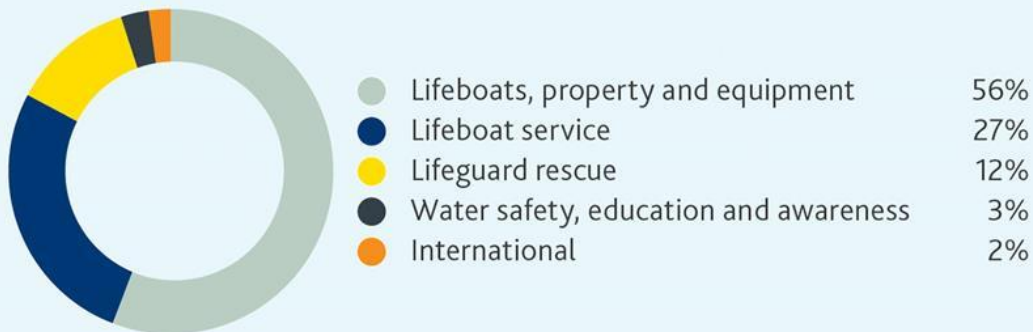 Lifeboats, property and equipment 56%
Lifeboat service 27%
Lifeguard rescue 12%
Water safety, education and awareness 3%
International 2%